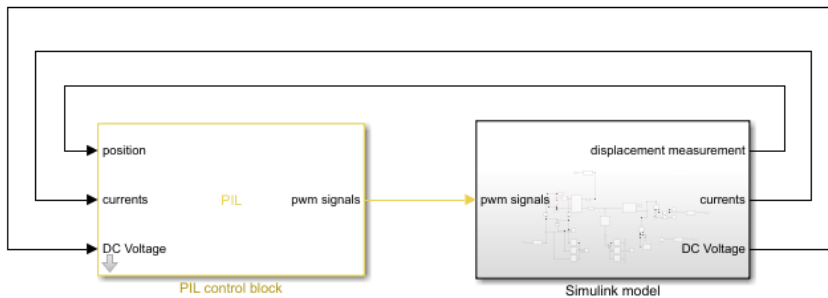 position
displacement measurement
currents
PIL
pwm signals
pwm signals
currents
DC Voltage
DC Voltage
PIL control block
Simulink model